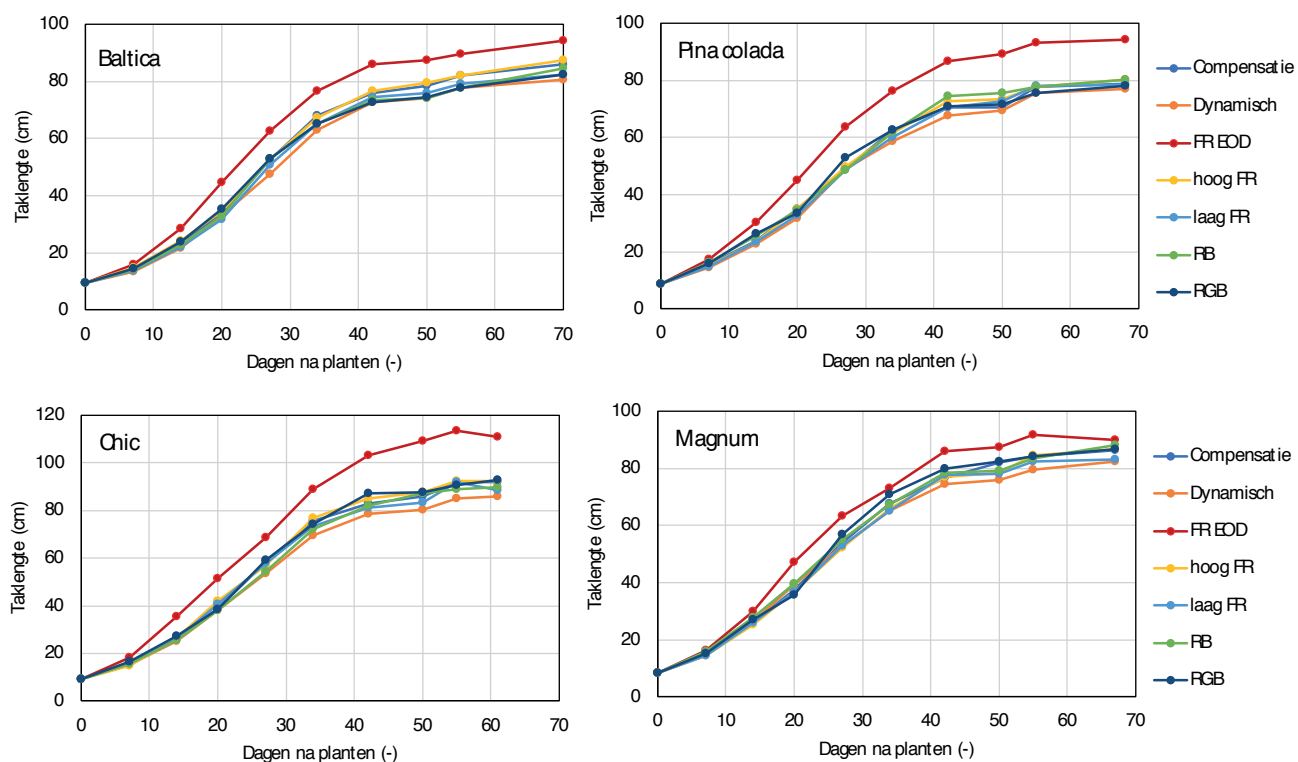 Baltica
Taklengte (cm)
100
80
60
40
20
0
0 10 20 30 40 50 60 70
Dagen na planten (-)
Pina colada
Taklengte (cm)
100
80
60
40
20
0
0 10 20 30 40 50 60 70
Dagen na planten (-)
Compensatie
Dynamisch
FR EOD
hoog FR
laag FR
RB
RGB
Chic
Taklengte (cm)
120
100
80
60
40
20
0
0 10 20 30 40 50 60 70
Dagen na planten (-)
Magnum
Taklengte (cm)
100
80
60
40
20
0
0 10 20 30 40 50 60 70
Dagen na planten (-)
Compensatie
Dynamisch
FR EOD
hoog FR
laag FR
RB
RGB